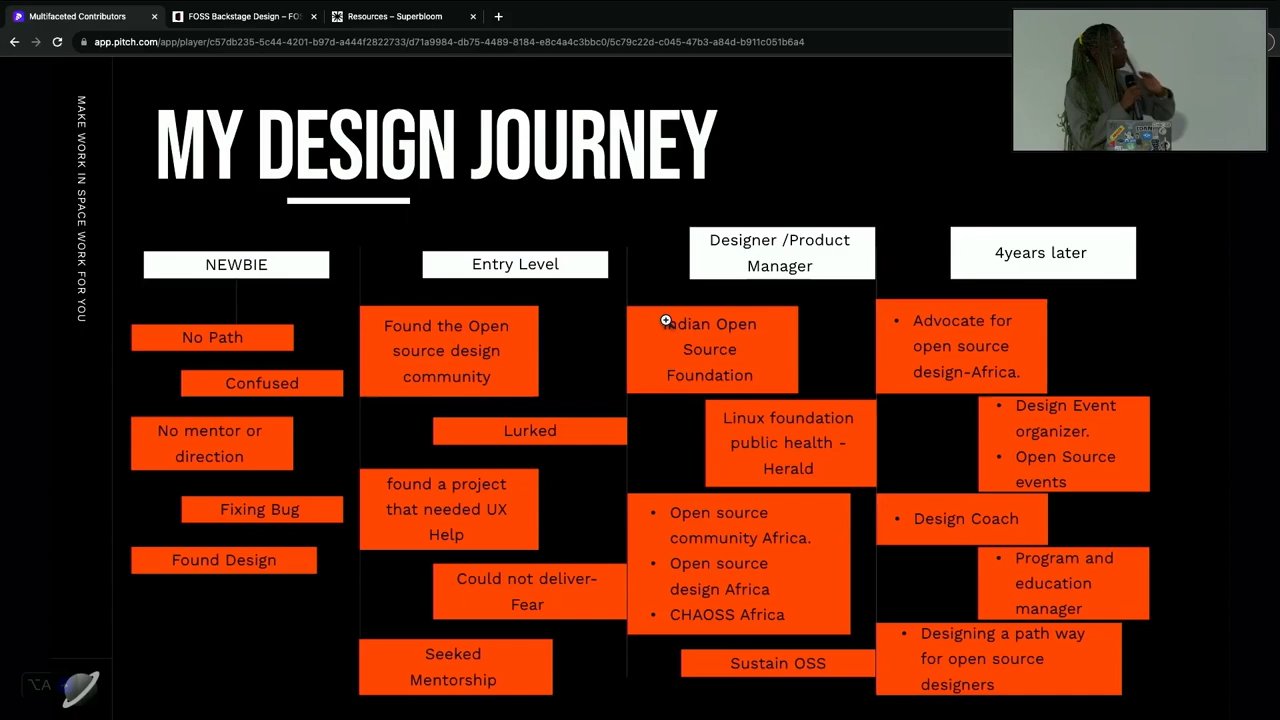 Multifaceted Contributors
FOSS Backstage Design – FOS
Resources – Superbloom
app.pitch.com/app/player/c57db235-5c44-4201-b97d-a444f2822733/d71a9984-db75-4489-8184-e8c4a4c3bbc0/5c79c22d-c045-47b3-a84d-b911c051b6a4
MAKE WORK IN SPACE WORK FOR YOU
MY DESIGN JOURNEY
NEWBIE
No Path
Confused
No mentor or
direction
Fixing Bug
Found Design
Entry Level
Found the Open
source design
community
Lurked
found a project
that needed UX
Help
Could not deliver-
Fear
Seeked
Mentorship
Designer /Product
Manager
Indian Open
Source
Foundation
Linux foundation
public health -
Herald
• Open source
community Africa.
• Open source
design Africa
• CHAOSS Africa
Sustain OSS
4years later
• Advocate for
open source
design-Africa.
• Design Event
organizer.
• Open Source
events
• Design Coach
• Program and
education
manager
• Designing a path way
for open source
designers
⌥A